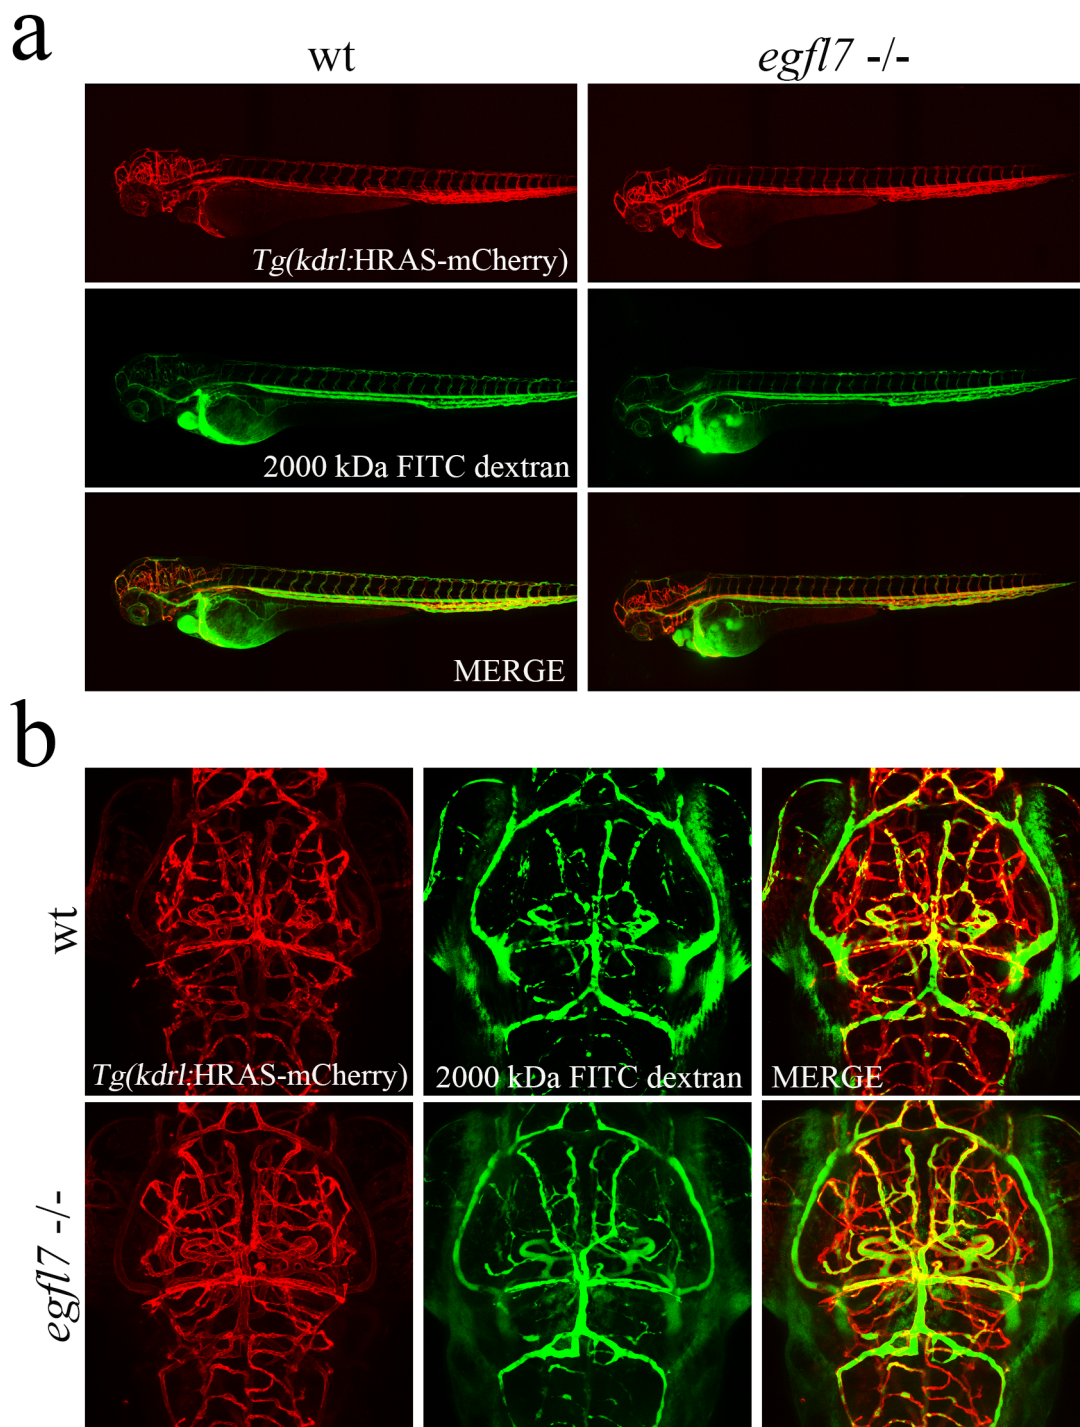 a
wt
egfl7 -/-
Tg(kdrl:HRAS-mCherry)
2000 kDa FITC dextran
MERGE
b
wt
Tg(kdrl:HRAS-mCherry)
2000 kDa FITC dextran
MERGE
egfl7 -/-